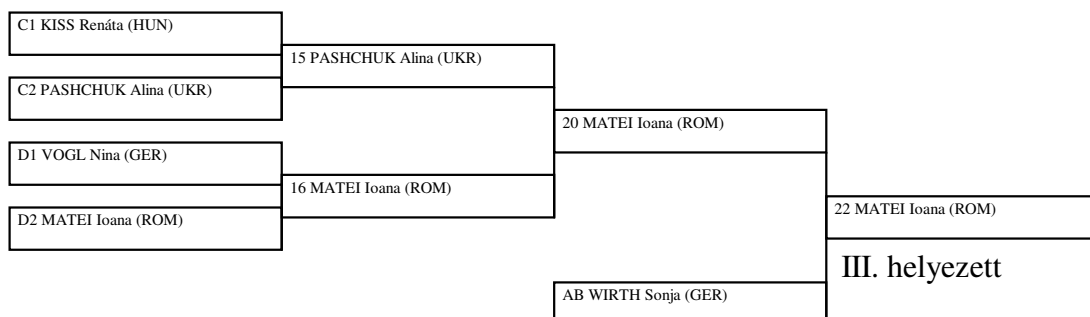 C1 KISS Renáta (HUN)
15 PASHCHUK Alina (UKR)
C2 PASHCHUK Alina (UKR)
20 MATEI Ioana (ROM)
D1 VOGL Nina (GER)
16 MATEI Ioana (ROM)
D2 MATEI Ioana (ROM)
22 MATEI Ioana (ROM)
III. helyezett
AB WIRTH Sonja (GER)